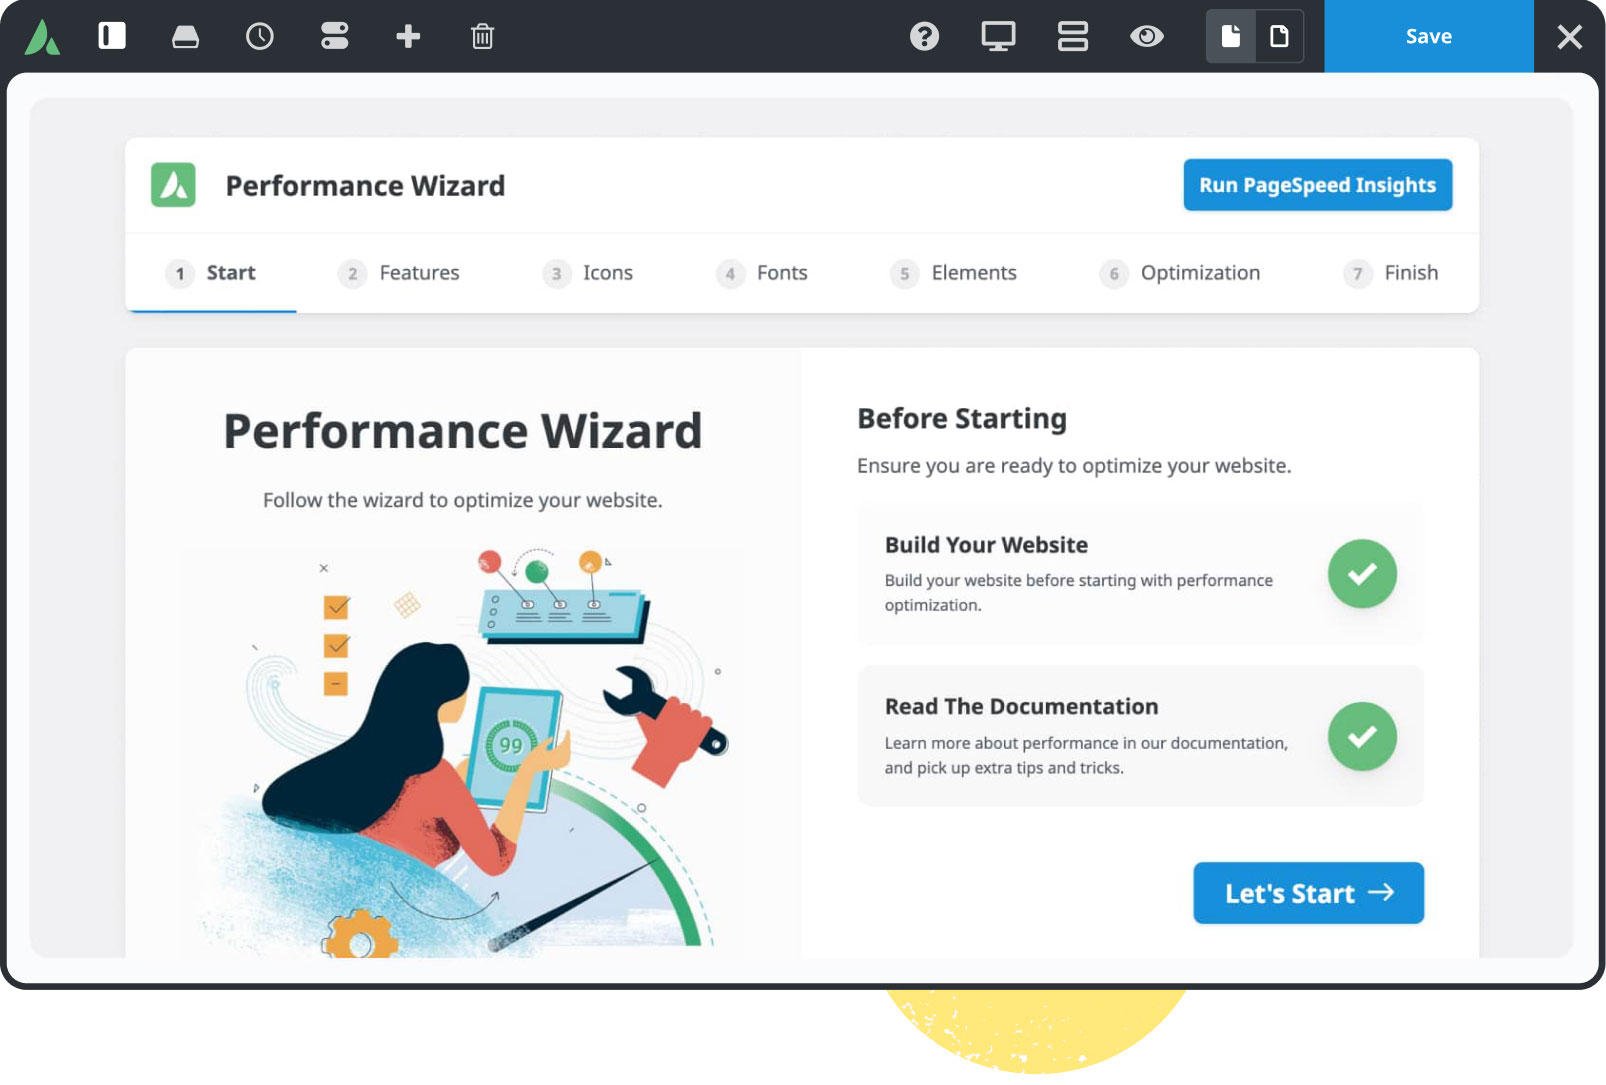 Save
Performance Wizard
Run PageSpeed Insights
1 Start
2 Features
3 Icons
4 Fonts
5 Elements
6 Optimization
7 Finish
Performance Wizard
Follow the wizard to optimize your website.
99
Before Starting
Ensure you are ready to optimize your website.
Build Your Website
Build your website before starting with performance
optimization.
Read The Documentation
Learn more about performance in our documentation,
and pick up extra tips and tricks.
Let's Start →